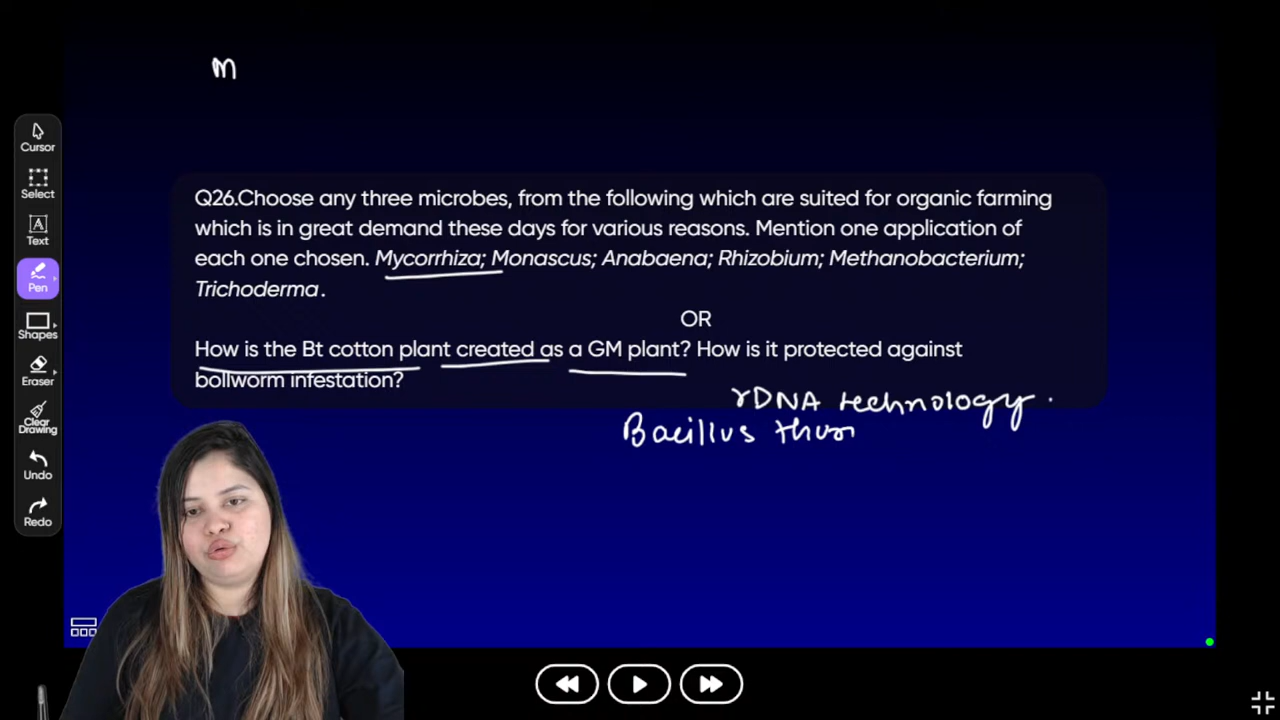 m
Cursor
Select
Text
Pen
Shapes
Eraser
Clear
Drawing
Undo
Redo
Q26.Choose any three microbes, from the following which are suited for organic farming
which is in great demand these days for various reasons. Mention one application of
each one chosen. Mycorrhiza; Monascus; Anabaena; Rhizobium; Methanobacterium;
Trichoderma.
OR
How is the Bt cotton plant created as a GM plant? How is it protected against
bollworm infestation?
rDNA technology.
Bacillus thur